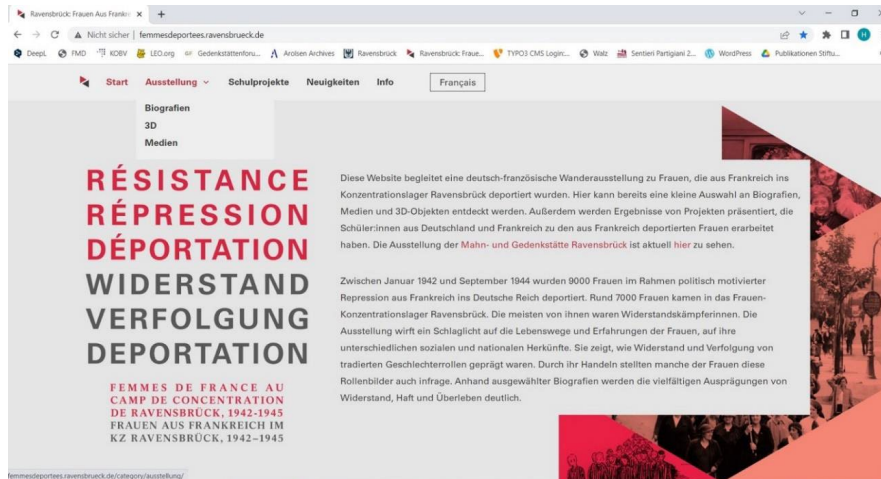 Ravensbrück: Frauen Aus Frankr
Nicht sicher | femmesdeportees.ravensbrueck.de
DeepL FMD KOBV LEO.org Gedenkstättenforu... Arolsen Archives Ravensbrück Ravensbrück: Fraue... TYPO3 CMS Login:... Walz Sentieri Partigiani 2... WordPress Publikationen Stiftu...
Start Ausstellung Schulprojekte Neuigkeiten Info Français
Biografien
3D
Medien
RÉSISTANCE
RÉPRESSION
DÉPORTATION
WIDERSTAND
VERFOLGUNG
DEPORTATION
FEMMES DE FRANCE AU
CAMP DE CONCENTRATION
DE RAVENSBRÜCK, 1942-1945
FRAUEN AUS FRANKREICH IM
KZ RAVENSBRÜCK, 1942–1945
Diese Website begleitet eine deutsch-französische Wanderausstellung zu Frauen, die aus Frankreich ins
Konzentrationslager Ravensbrück deportiert wurden. Hier kann bereits eine kleine Auswahl an Biografien,
Medien und 3D-Objekten entdeckt werden. Außerdem werden Ergebnisse von Projekten präsentiert, die
Schüler:innen aus Deutschland und Frankreich zu den aus Frankreich deportierten Frauen erarbeitet
haben. Die Ausstellung der Mahn- und Gedenkstätte Ravensbrück ist aktuell hier zu sehen.
Zwischen Januar 1942 und September 1944 wurden 9000 Frauen im Rahmen politisch motivierter
Repression aus Frankreich ins Deutsche Reich deportiert. Rund 7000 Frauen kamen in das Frauen-
Konzentrationslager Ravensbrück. Die meisten von ihnen waren Widerstandskämpferinnen. Die
Ausstellung wirft ein Schlaglicht auf die Lebenswege und Erfahrungen der Frauen, auf ihre
unterschiedlichen sozialen und nationalen Herkünfte. Sie zeigt, wie Widerstand und Verfolgung von
tradierten Geschlechterrollen geprägt waren. Durch ihr Handeln stellten manche der Frauen diese
Rollenbilder auch infrage. Anhand ausgewählter Biografien werden die vielfältigen Ausprägungen von
Widerstand, Haft und Überleben deutlich.
femmesdeportees.ravensbrueck.de/category/ausstellung/